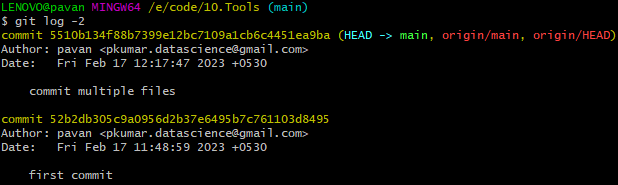 LENOVO@pavan MINGW64 /e/code/10.Tools (main)
$ git log -2
commit 5510b134f88b7399e12bc7109a1cb6c4451ea9ba (HEAD -> main, origin/main, origin/HEAD)
Author: pavan <pkumar.datascience@gmail.com>
Date:   Fri Feb 17 12:17:47 2023 +0530

    commit multiple files

commit 52b2db305c9a0956d2b37e6495b7c761103d8495
Author: pavan <pkumar.datascience@gmail.com>
Date:   Fri Feb 17 11:48:59 2023 +0530

    first commit